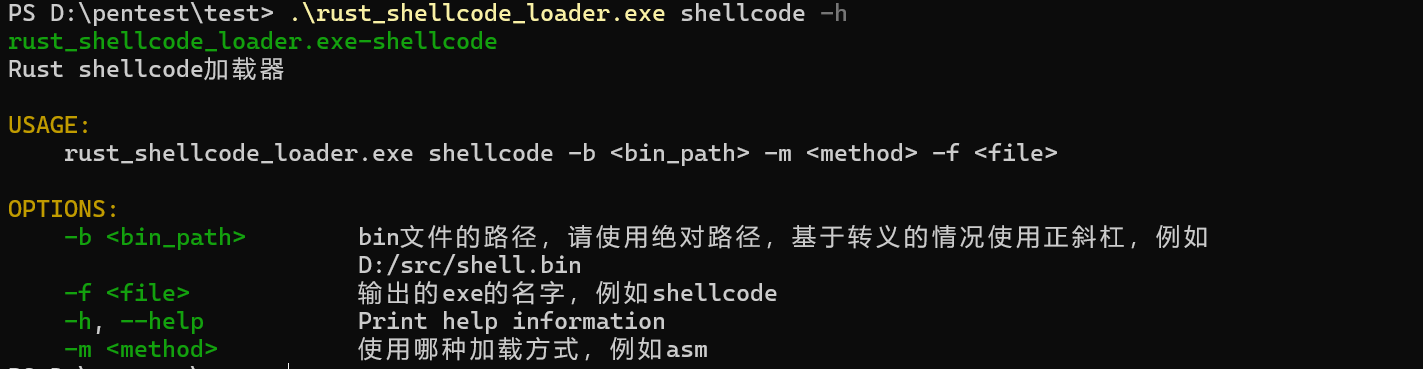 PS D:\pentest\test> .\rust_shellcode_loader.exe shellcode -h
rust_shellcode_loader.exe-shellcode
Rust shellcode加载器
USAGE:
rust_shellcode_loader.exe shellcode -b <bin_path> -m <method> -f <file>
OPTIONS:
-b <bin_path> bin文件的路径，请使用绝对路径，基于转义的情况使用正斜杠，例如
D:/src/shell.bin
-f <file> 输出的exe的名字，例如shellcode
-h, --help Print help information
-m <method> 使用哪种加载方式，例如asm